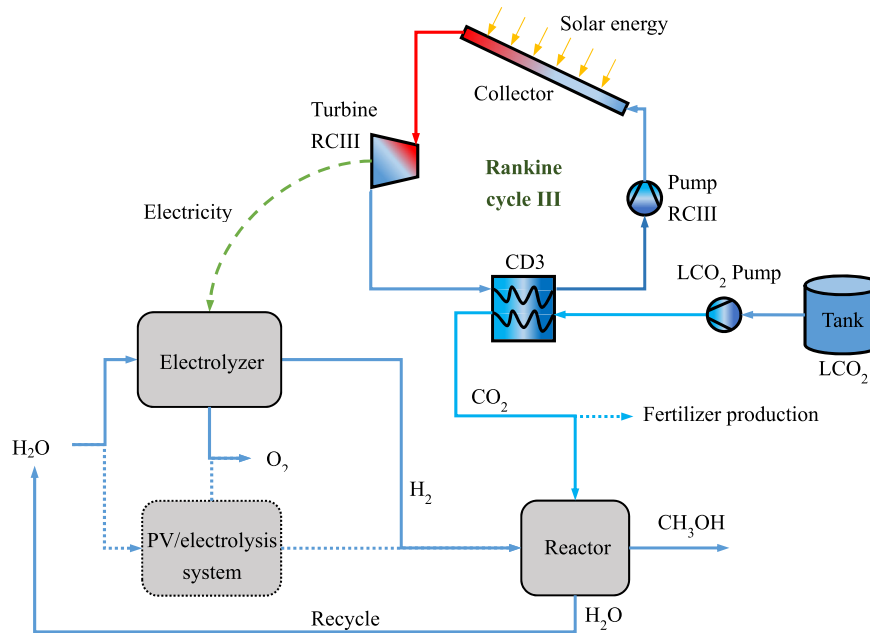 Solar energy
Collector
Turbine
RCIII
Rankine
cycle III
Pump
RCIII
Electricity
CD3
LCO₂ Pump
Tank
LCO₂
Electrolyzer
CO₂
Fertilizer production
H₂O
O₂
H₂
PV/electrolysis
system
Reactor
CH₃OH
Recycle
H₂O